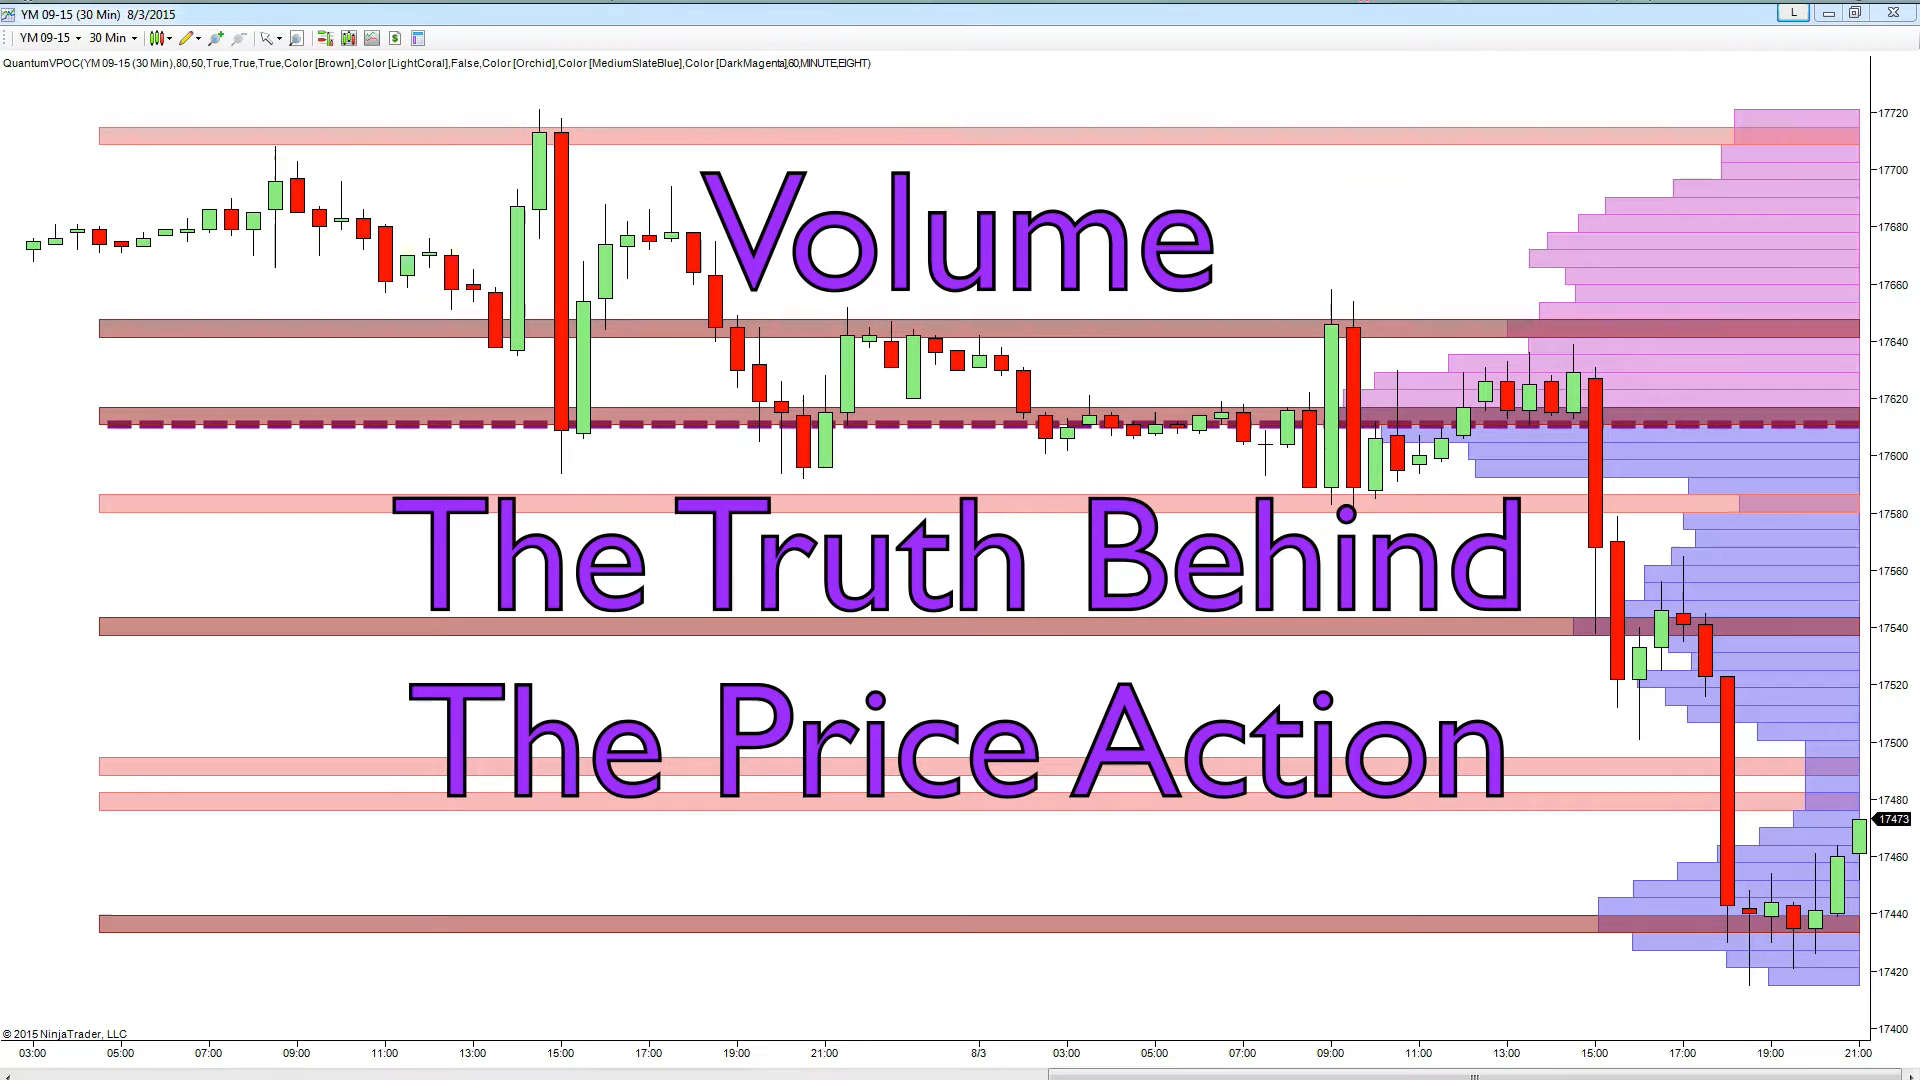 YM 09-15 (30 Min) 8/3/2015
L
YM 09-15 30 Min
QuantumVPOC(YM 09-15 (30 Min),80,50,True,True,True,Color [Brown],Color [LightCoral],False,Color [Orchid],Color [MediumSlateBlue],Color [DarkMagenta],60,MINUTE,EIGHT)
Volume
The Truth Behind
The Price Action
17720
17700
17680
17660
17640
17620
17600
17580
17560
17540
17520
17500
17480
17473
17460
17440
17420
17400
© 2015 NinjaTrader, LLC
03:00 05:00 07:00 09:00 11:00 13:00 15:00 17:00 19:00 21:00 8/3 03:00 05:00 07:00 09:00 11:00 13:00 15:00 17:00 19:00 21:00